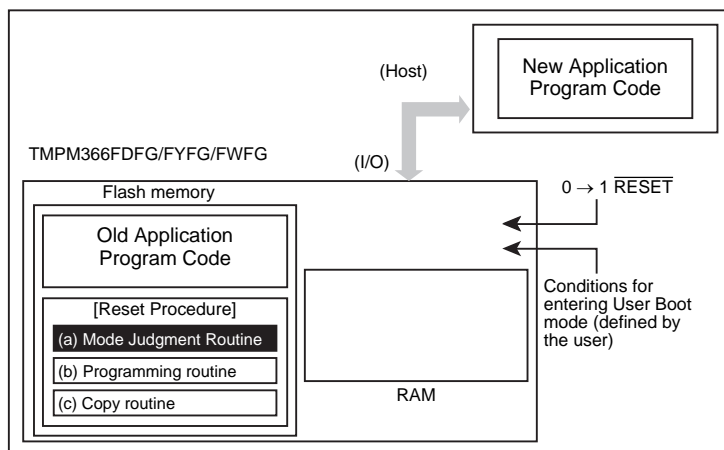 New Application
Program Code
(Host)
TMPM366FDFG/FYFG/FWFG
(I/O)
0 → 1 RESET
Flash memory
Old Application
Program Code
[Reset Procedure]
(a) Mode Judgment Routine
(b) Programming routine
(c) Copy routine
RAM
Conditions for
entering User Boot
mode (defined by
the user)